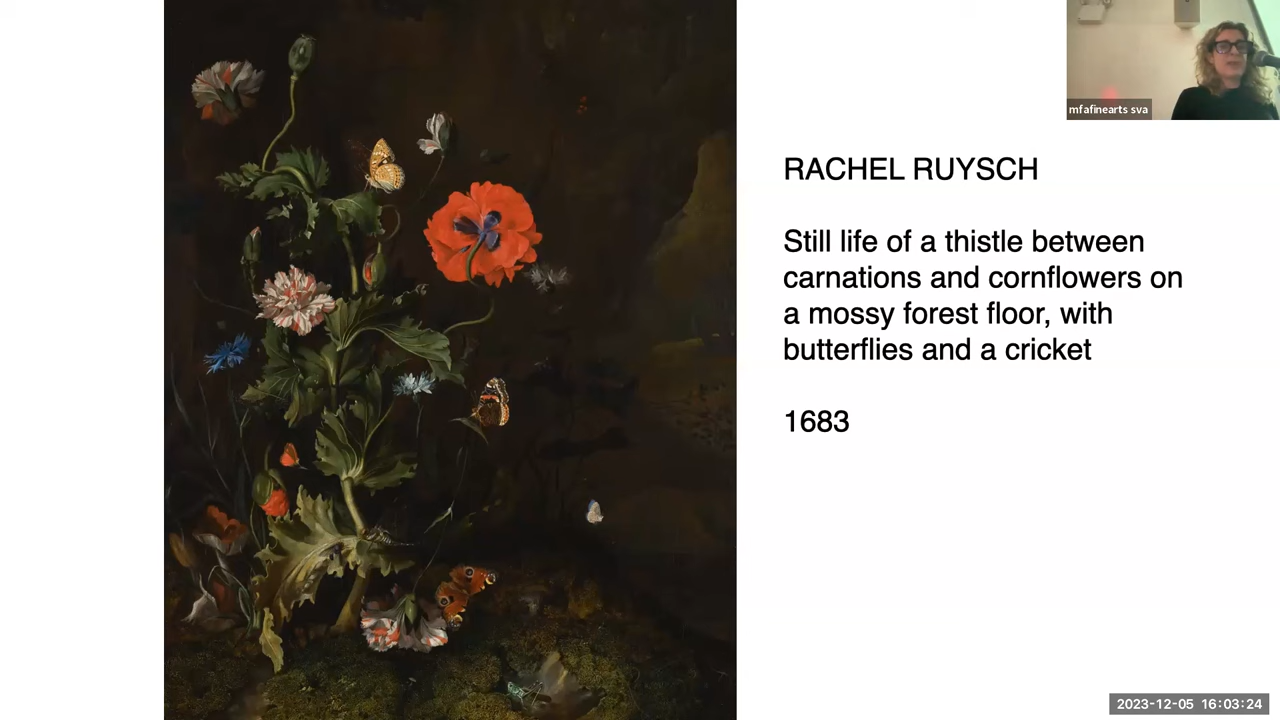 mfafinearts sva
RACHEL RUYSCH
Still life of a thistle between
carnations and cornflowers on
a mossy forest floor, with
butterflies and a cricket
1683
2023-12-05 16:03:24